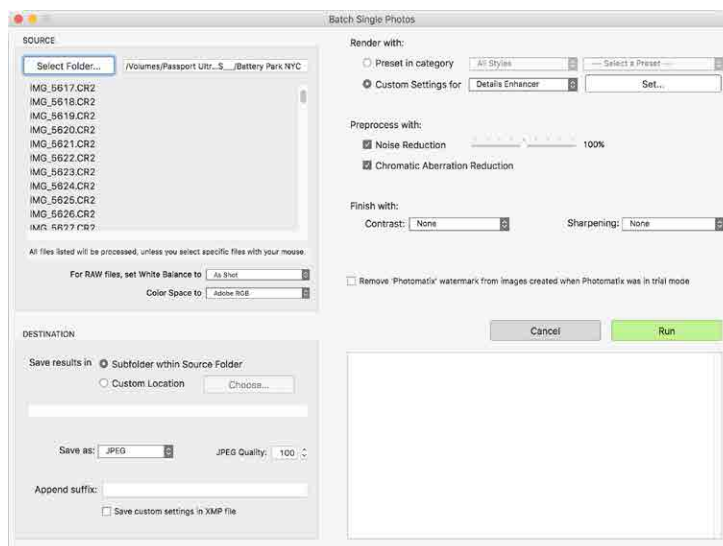 Batch Single Photos
SOURCE
Select Folder...
/Volumes/Passport Ultr...S__/Battery Park NYC
IMG_5617.CR2
IMG_5618.CR2
IMG_5619.CR2
IMG_5620.CR2
IMG_5621.CR2
IMG_5622.CR2
IMG_5623.CR2
IMG_5624.CR2
IMG_5625.CR2
IMG_5626.CR2
IMG_5627.CR2
All files listed will be processed, unless you select specific files with your mouse.
For RAW files, set White Balance to As Shot
Color Space to Adobe RGB
DESTINATION
Save results in Subfolder wthin Source Folder
Custom Location Choose...
Save as: JPEG JPEG Quality: 100
Append suffix:
Save custom settings in XMP file
Render with:
Preset in category All Styles --- Select a Preset ---
Custom Settings for Details Enhancer Set...
Preprocess with:
Noise Reduction 100%
Chromatic Aberration Reduction
Finish with:
Contrast: None Sharpening: None
Remove 'Photomatix' watermark from images created when Photomatix was in trial mode
Cancel Run